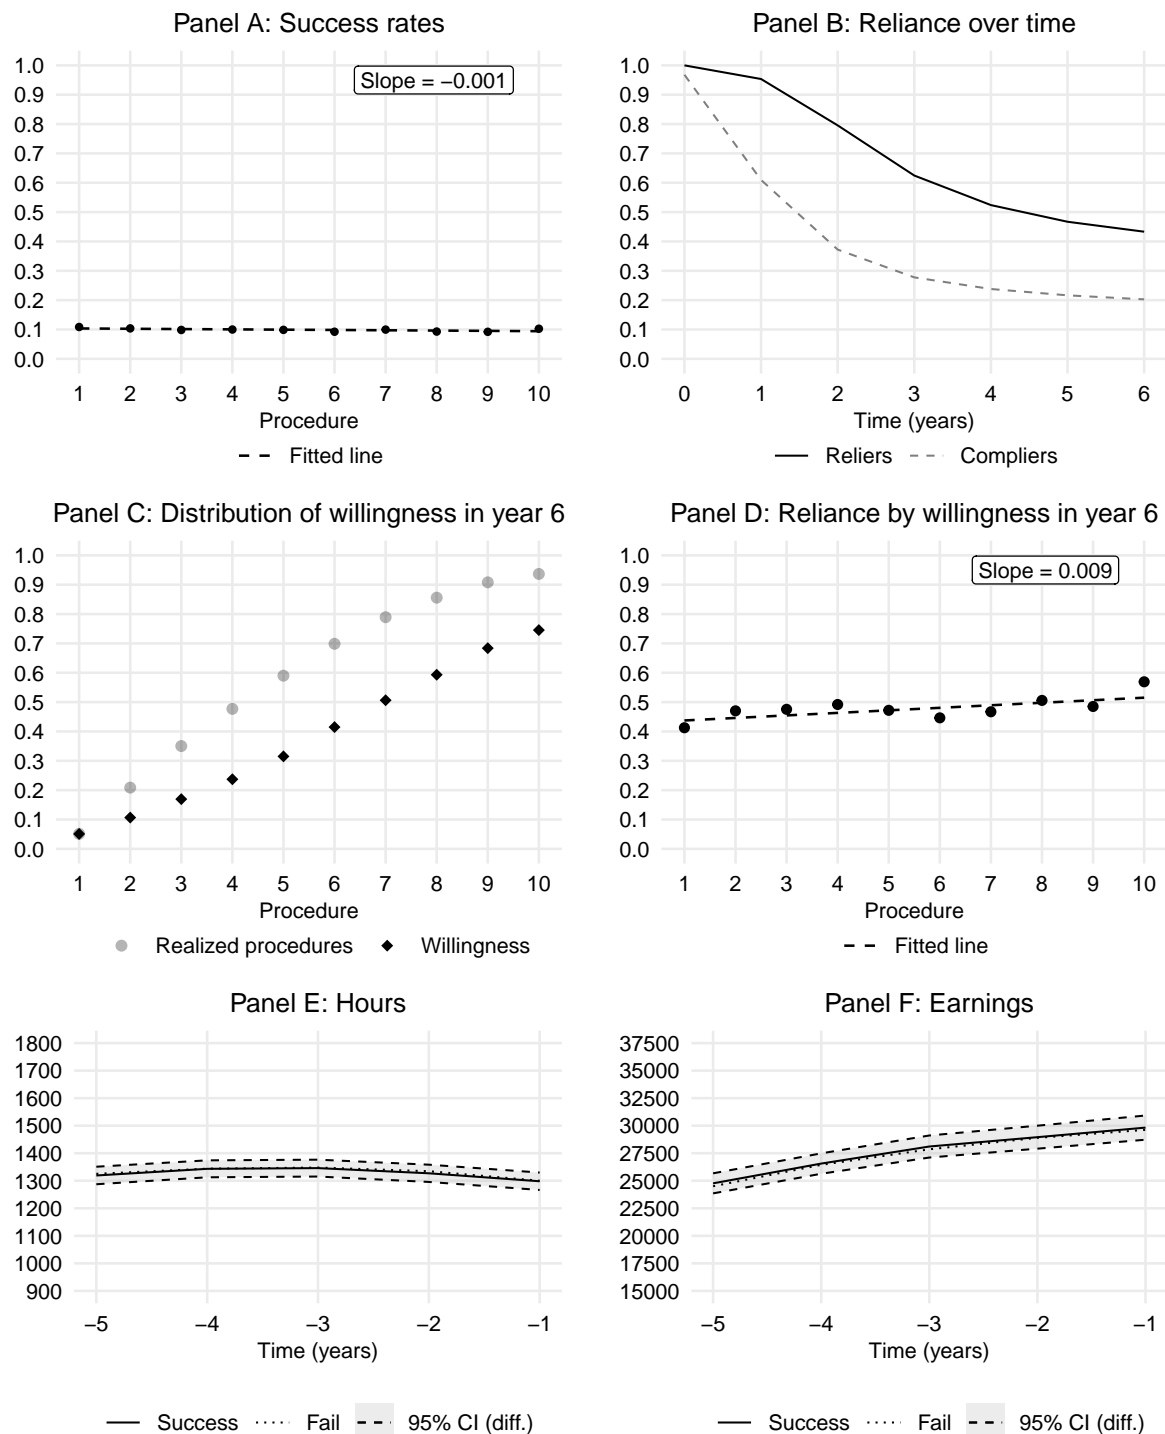 Panel A: Success rates
1.0
0.9
0.8
0.7
0.6
0.5
0.4
0.3
0.2
0.1
0.0
Slope = −0.001
1 2 3 4 5 6 7 8 9 10
Procedure
Fitted line
Panel B: Reliance over time
1.0
0.9
0.8
0.7
0.6
0.5
0.4
0.3
0.2
0.1
0.0
0 1 2 3 4 5 6
Time (years)
Reliers Compliers
Panel C: Distribution of willingness in year 6
1.0
0.9
0.8
0.7
0.6
0.5
0.4
0.3
0.2
0.1
0.0
1 2 3 4 5 6 7 8 9 10
Procedure
Realized procedures Willingness
Panel D: Reliance by willingness in year 6
1.0
0.9
0.8
0.7
0.6
0.5
0.4
0.3
0.2
0.1
0.0
Slope = 0.009
1 2 3 4 5 6 7 8 9 10
Procedure
Fitted line
Panel E: Hours
1800
1700
1600
1500
1400
1300
1200
1100
1000
900
−5 −4 −3 −2 −1
Time (years)
Success Fail 95% CI (diff.)
Panel F: Earnings
37500
35000
32500
30000
27500
25000
22500
20000
17500
15000
−5 −4 −3 −2 −1
Time (years)
Success Fail 95% CI (diff.)